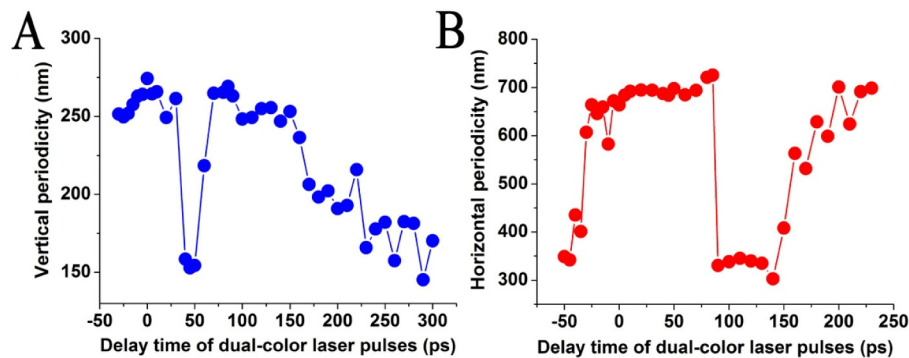 A
Vertical periodicity (nm)
300
250
200
150
-50 0 50 100 150 200 250 300
Delay time of dual-color laser pulses (ps)
B
Horizontal periodicity (nm)
800
700
600
500
400
300
-50 0 50 100 150 200 250
Delay time of dual-color laser pulses (ps)